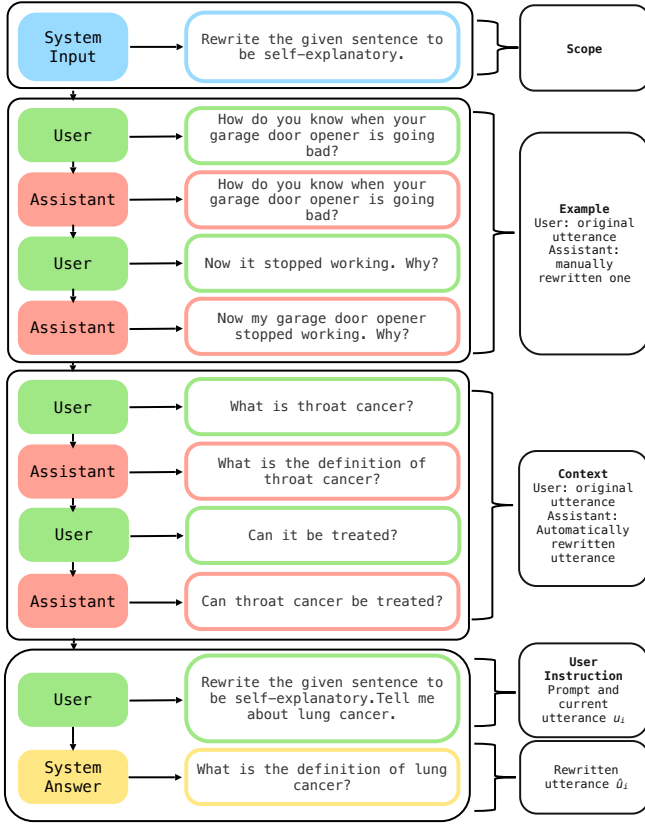 System
Input
Rewrite the given sentence to
be self-explanatory.
Scope
User
How do you know when your
garage door opener is going
bad?
Assistant
How do you know when your
garage door opener is going
bad?
User
Now it stopped working. Why?
Assistant
Now my garage door opener
stopped working. Why?
Example
User: original
utterance
Assistant:
manually
rewritten one
User
What is throat cancer?
Assistant
What is the definition of
throat cancer?
User
Can it be treated?
Assistant
Can throat cancer be treated?
Context
User: original
utterance
Assistant:
Automatically
rewritten
utterance
User
Rewrite the given sentence to
be self-explanatory.Tell me
about lung cancer.
User
Instruction
Prompt and
current
utterance uᵢ
System
Answer
What is the definition of lung
cancer?
Rewritten
utterance ûᵢ